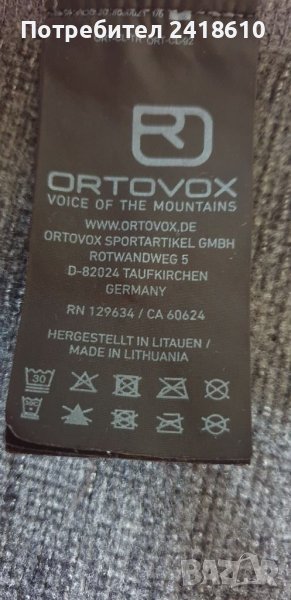 Потребител 2418610
ORTOVOX
VOICE OF THE MOUNTAINS
WWW.ORTOVOX.DE
ORTOVOX SPORTARTIKEL GMBH
ROTWANDWEG 5
D-82024 TAUFKIRCHEN
GERMANY
RN 129634 / CA 60624
HERGESTELLT IN LITAUEN /
MADE IN LITHUANIA
30
bazar